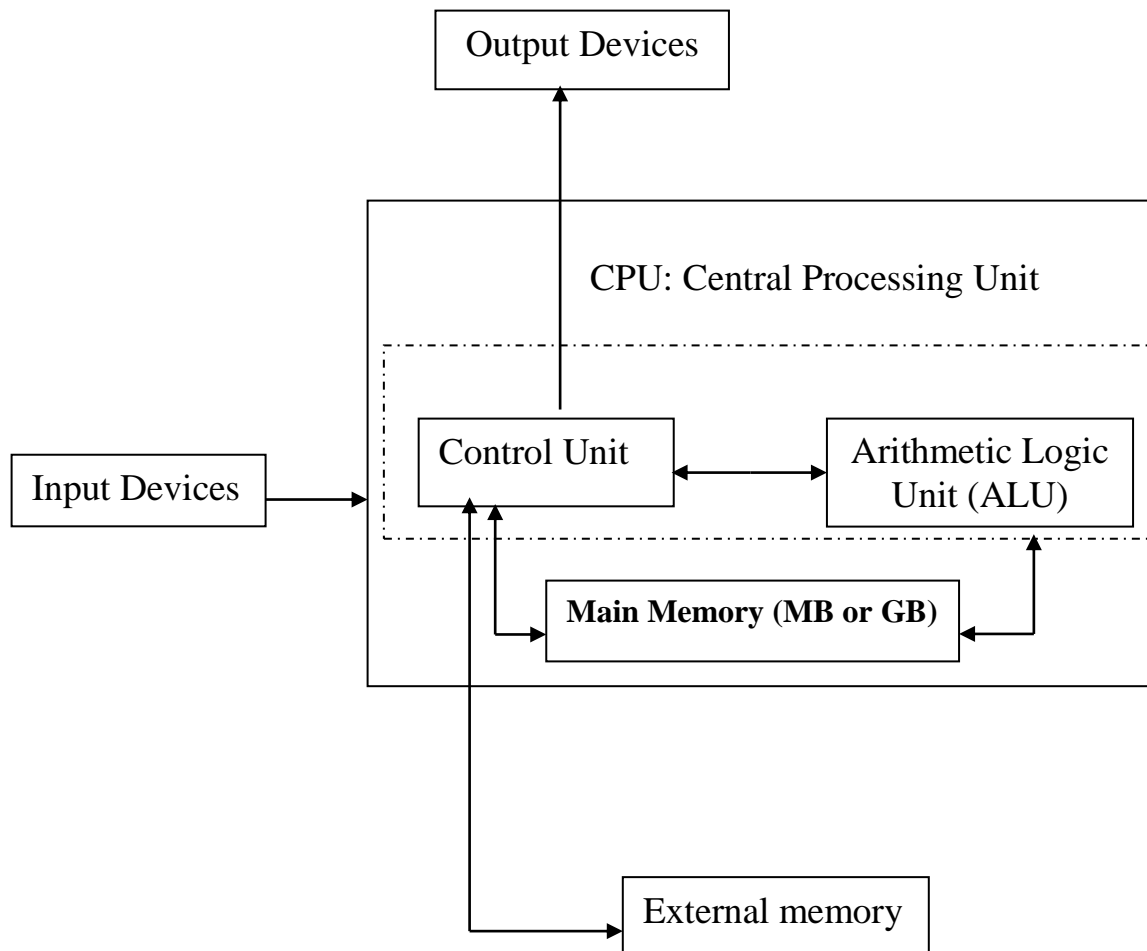 Output Devices
CPU: Central Processing Unit
Control Unit
Arithmetic Logic
Unit (ALU)
Input Devices
Main Memory (MB or GB)
External memory